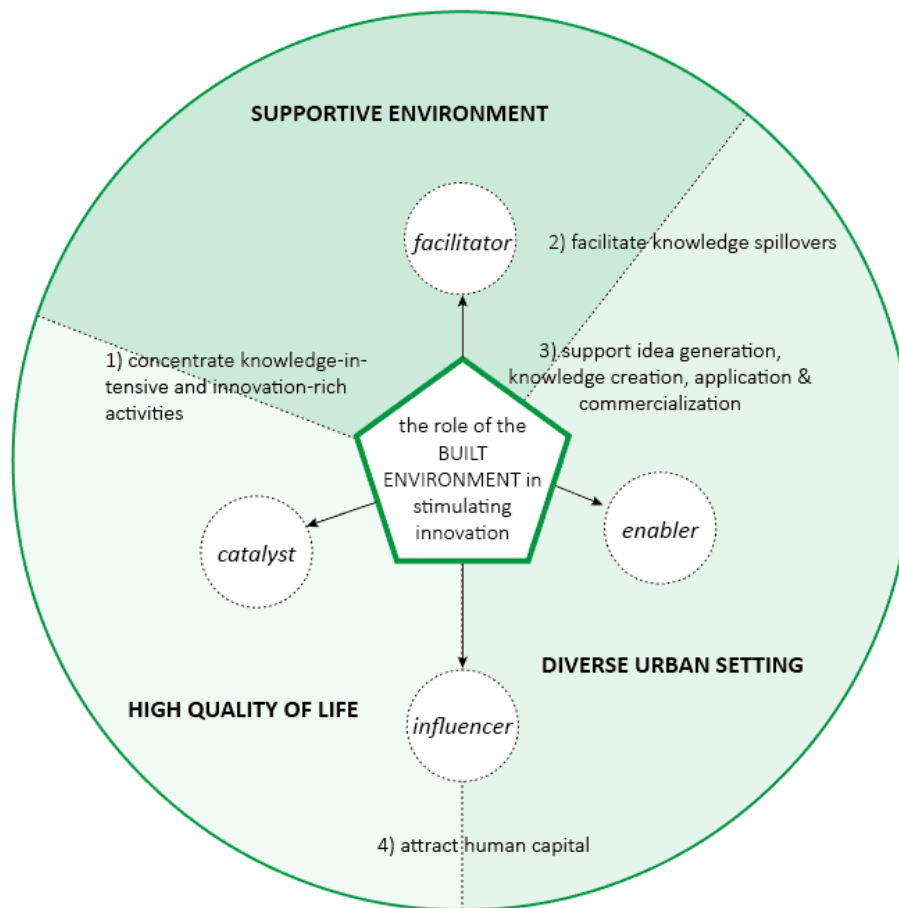 SUPPORTIVE ENVIRONMENT
facilitator
2) facilitate knowledge spillovers
1) concentrate knowledge-in-
tensive and innovation-rich
activities
3) support idea generation,
knowledge creation, application &
commercialization
the role of the
BUILT
ENVIRONMENT in
stimulating
innovation
catalyst
enabler
DIVERSE URBAN SETTING
HIGH QUALITY OF LIFE
influencer
4) attract human capital